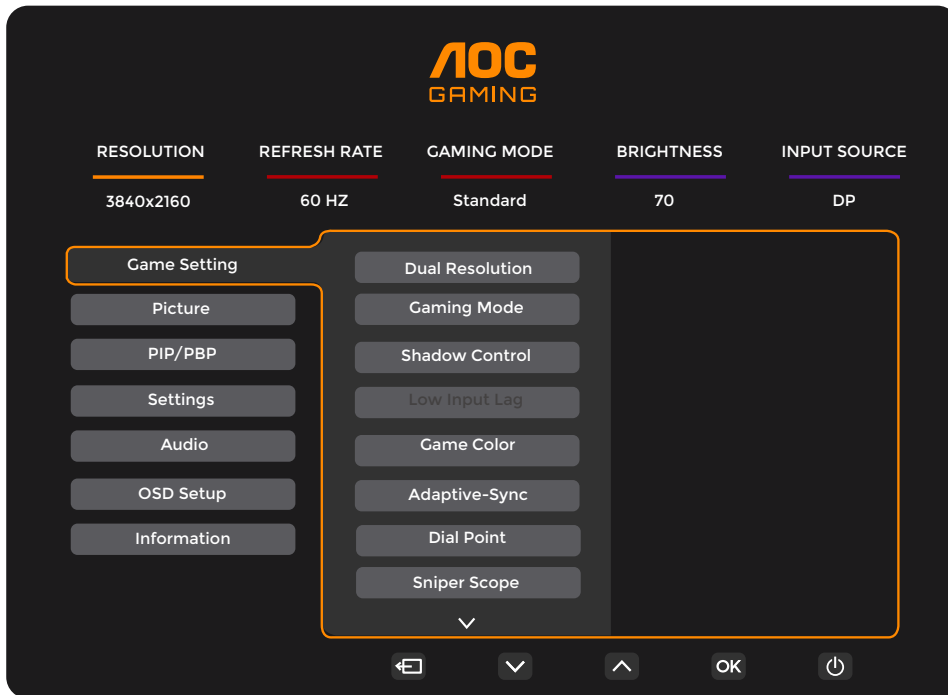 AOC
GAMING
RESOLUTION REFRESH RATE GAMING MODE BRIGHTNESS INPUT SOURCE
3840x2160 60 HZ Standard 70 DP
Game Setting
Picture
PIP/PBP
Settings
Audio
OSD Setup
Information
Dual Resolution
Gaming Mode
Shadow Control
Low Input Lag
Game Color
Adaptive-Sync
Dial Point
Sniper Scope
OK